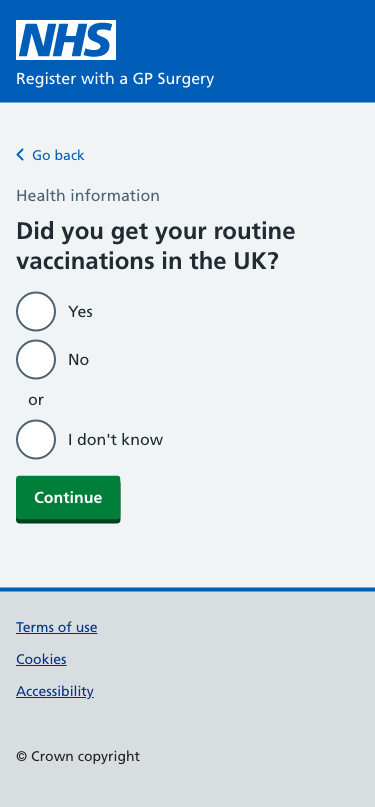 NHS
Register with a GP Surgery
Go back
Health information
Did you get your routine
vaccinations in the UK?
Yes
No
or
I don't know
Continue
Terms of use
Cookies
Accessibility
© Crown copyright